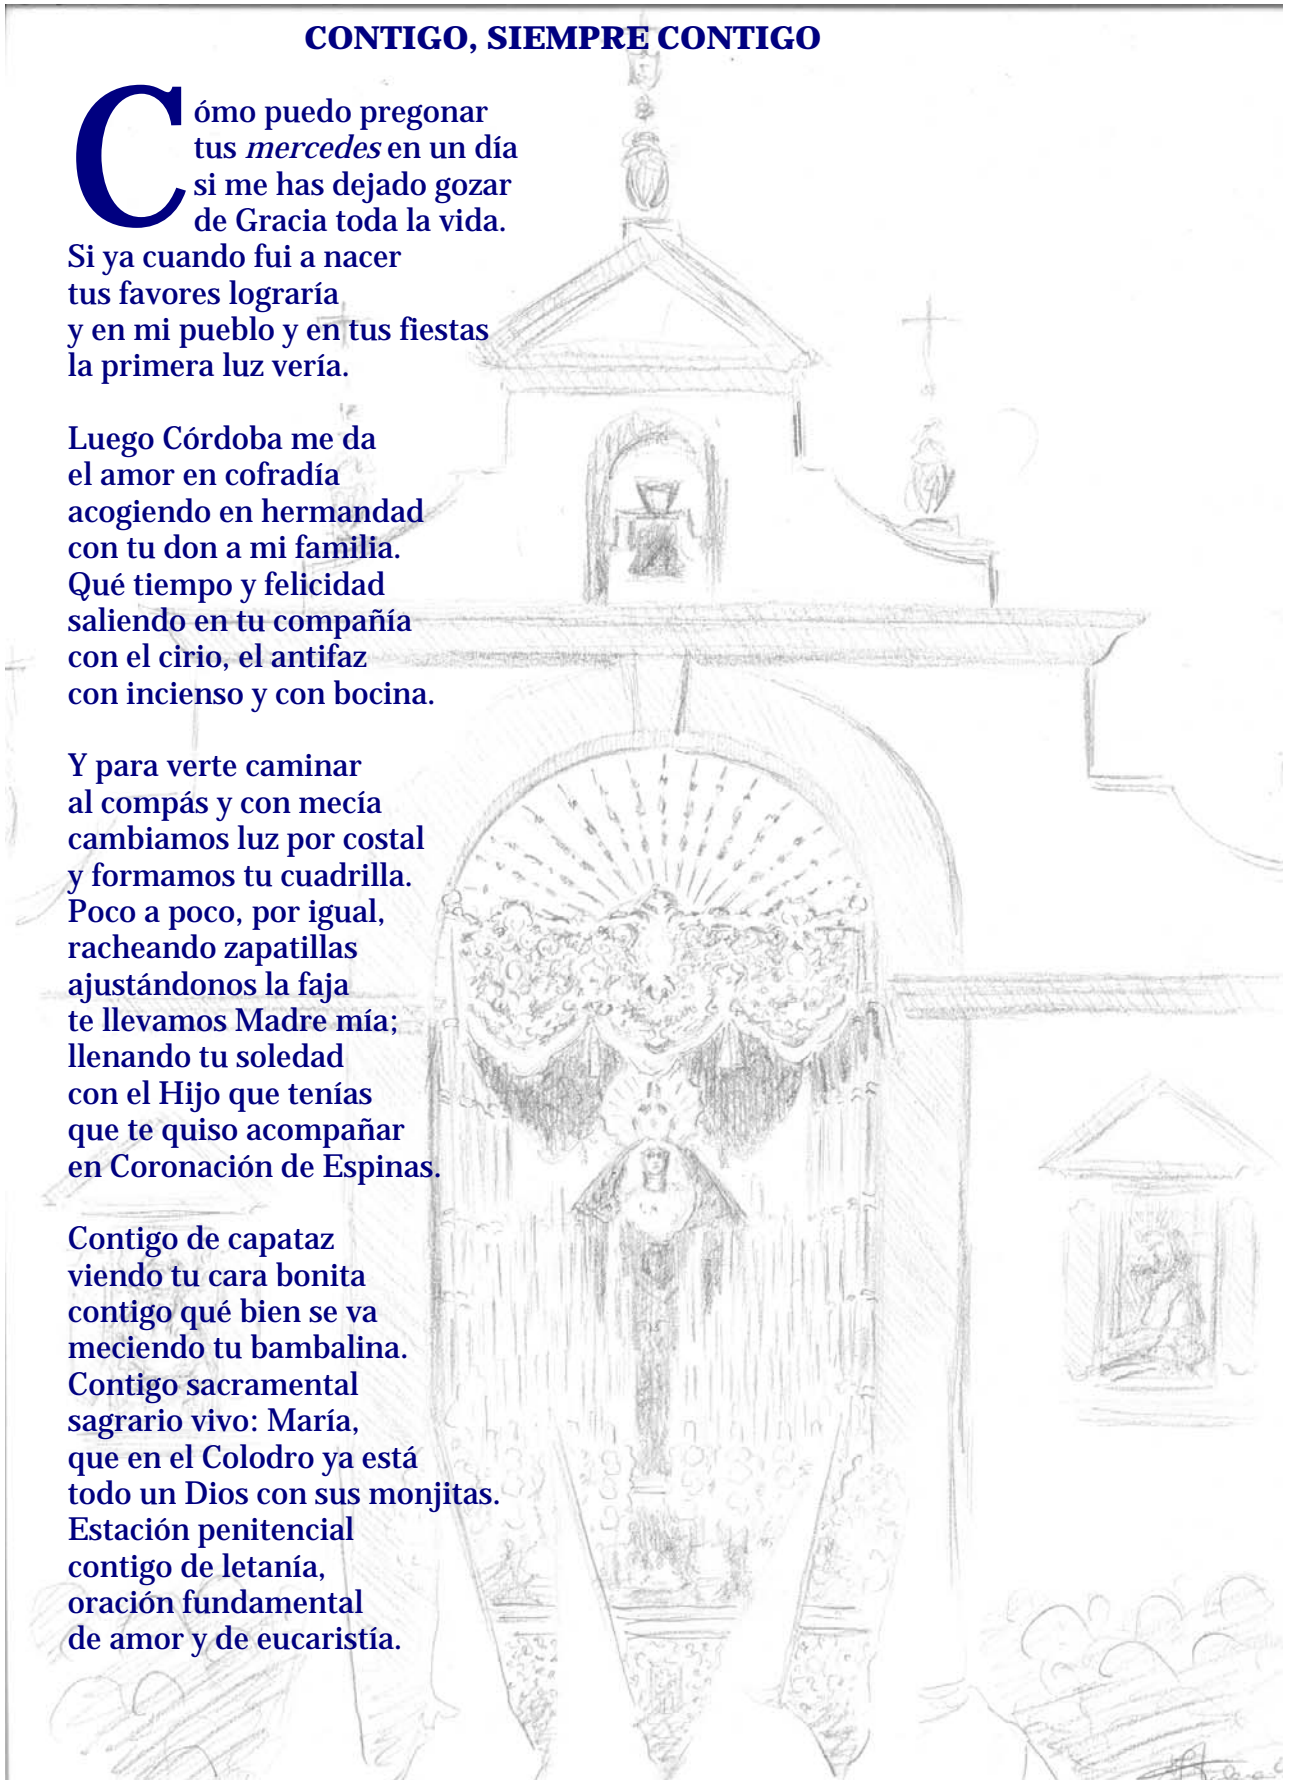 CONTIGO, SIEMPRE CONTIGO
Cómo puedo pregonar
tus mercedes en un día
si me has dejado gozar
de Gracia toda la vida.
Si ya cuando fui a nacer
tus favores lograría
y en mi pueblo y en tus fiestas
la primera luz vería.
Luego Córdoba me da
el amor en cofradía
acogiendo en hermandad
con tu don a mi familia.
Qué tiempo y felicidad
saliendo en tu compañía
con el cirio, el antifaz
con incienso y con bocina.
Y para verte caminar
al compás y con mecía
cambiamos luz por costal
y formamos tu cuadrilla.
Poco a poco, por igual,
racheando zapatillas
ajustándonos la faja
te llevamos Madre mía;
llenando tu soledad
con el Hijo que tenías
que te quiso acompañar
en Coronación de Espinas.
Contigo de capataz
viendo tu cara bonita
contigo qué bien se va
meciendo tu bambalina.
Contigo sacramental
sagrario vivo: María,
que en el Colodro ya está
todo un Dios con sus monjitas.
Estación penitencial
contigo de letanía,
oración fundamental
de amor y de eucaristía.